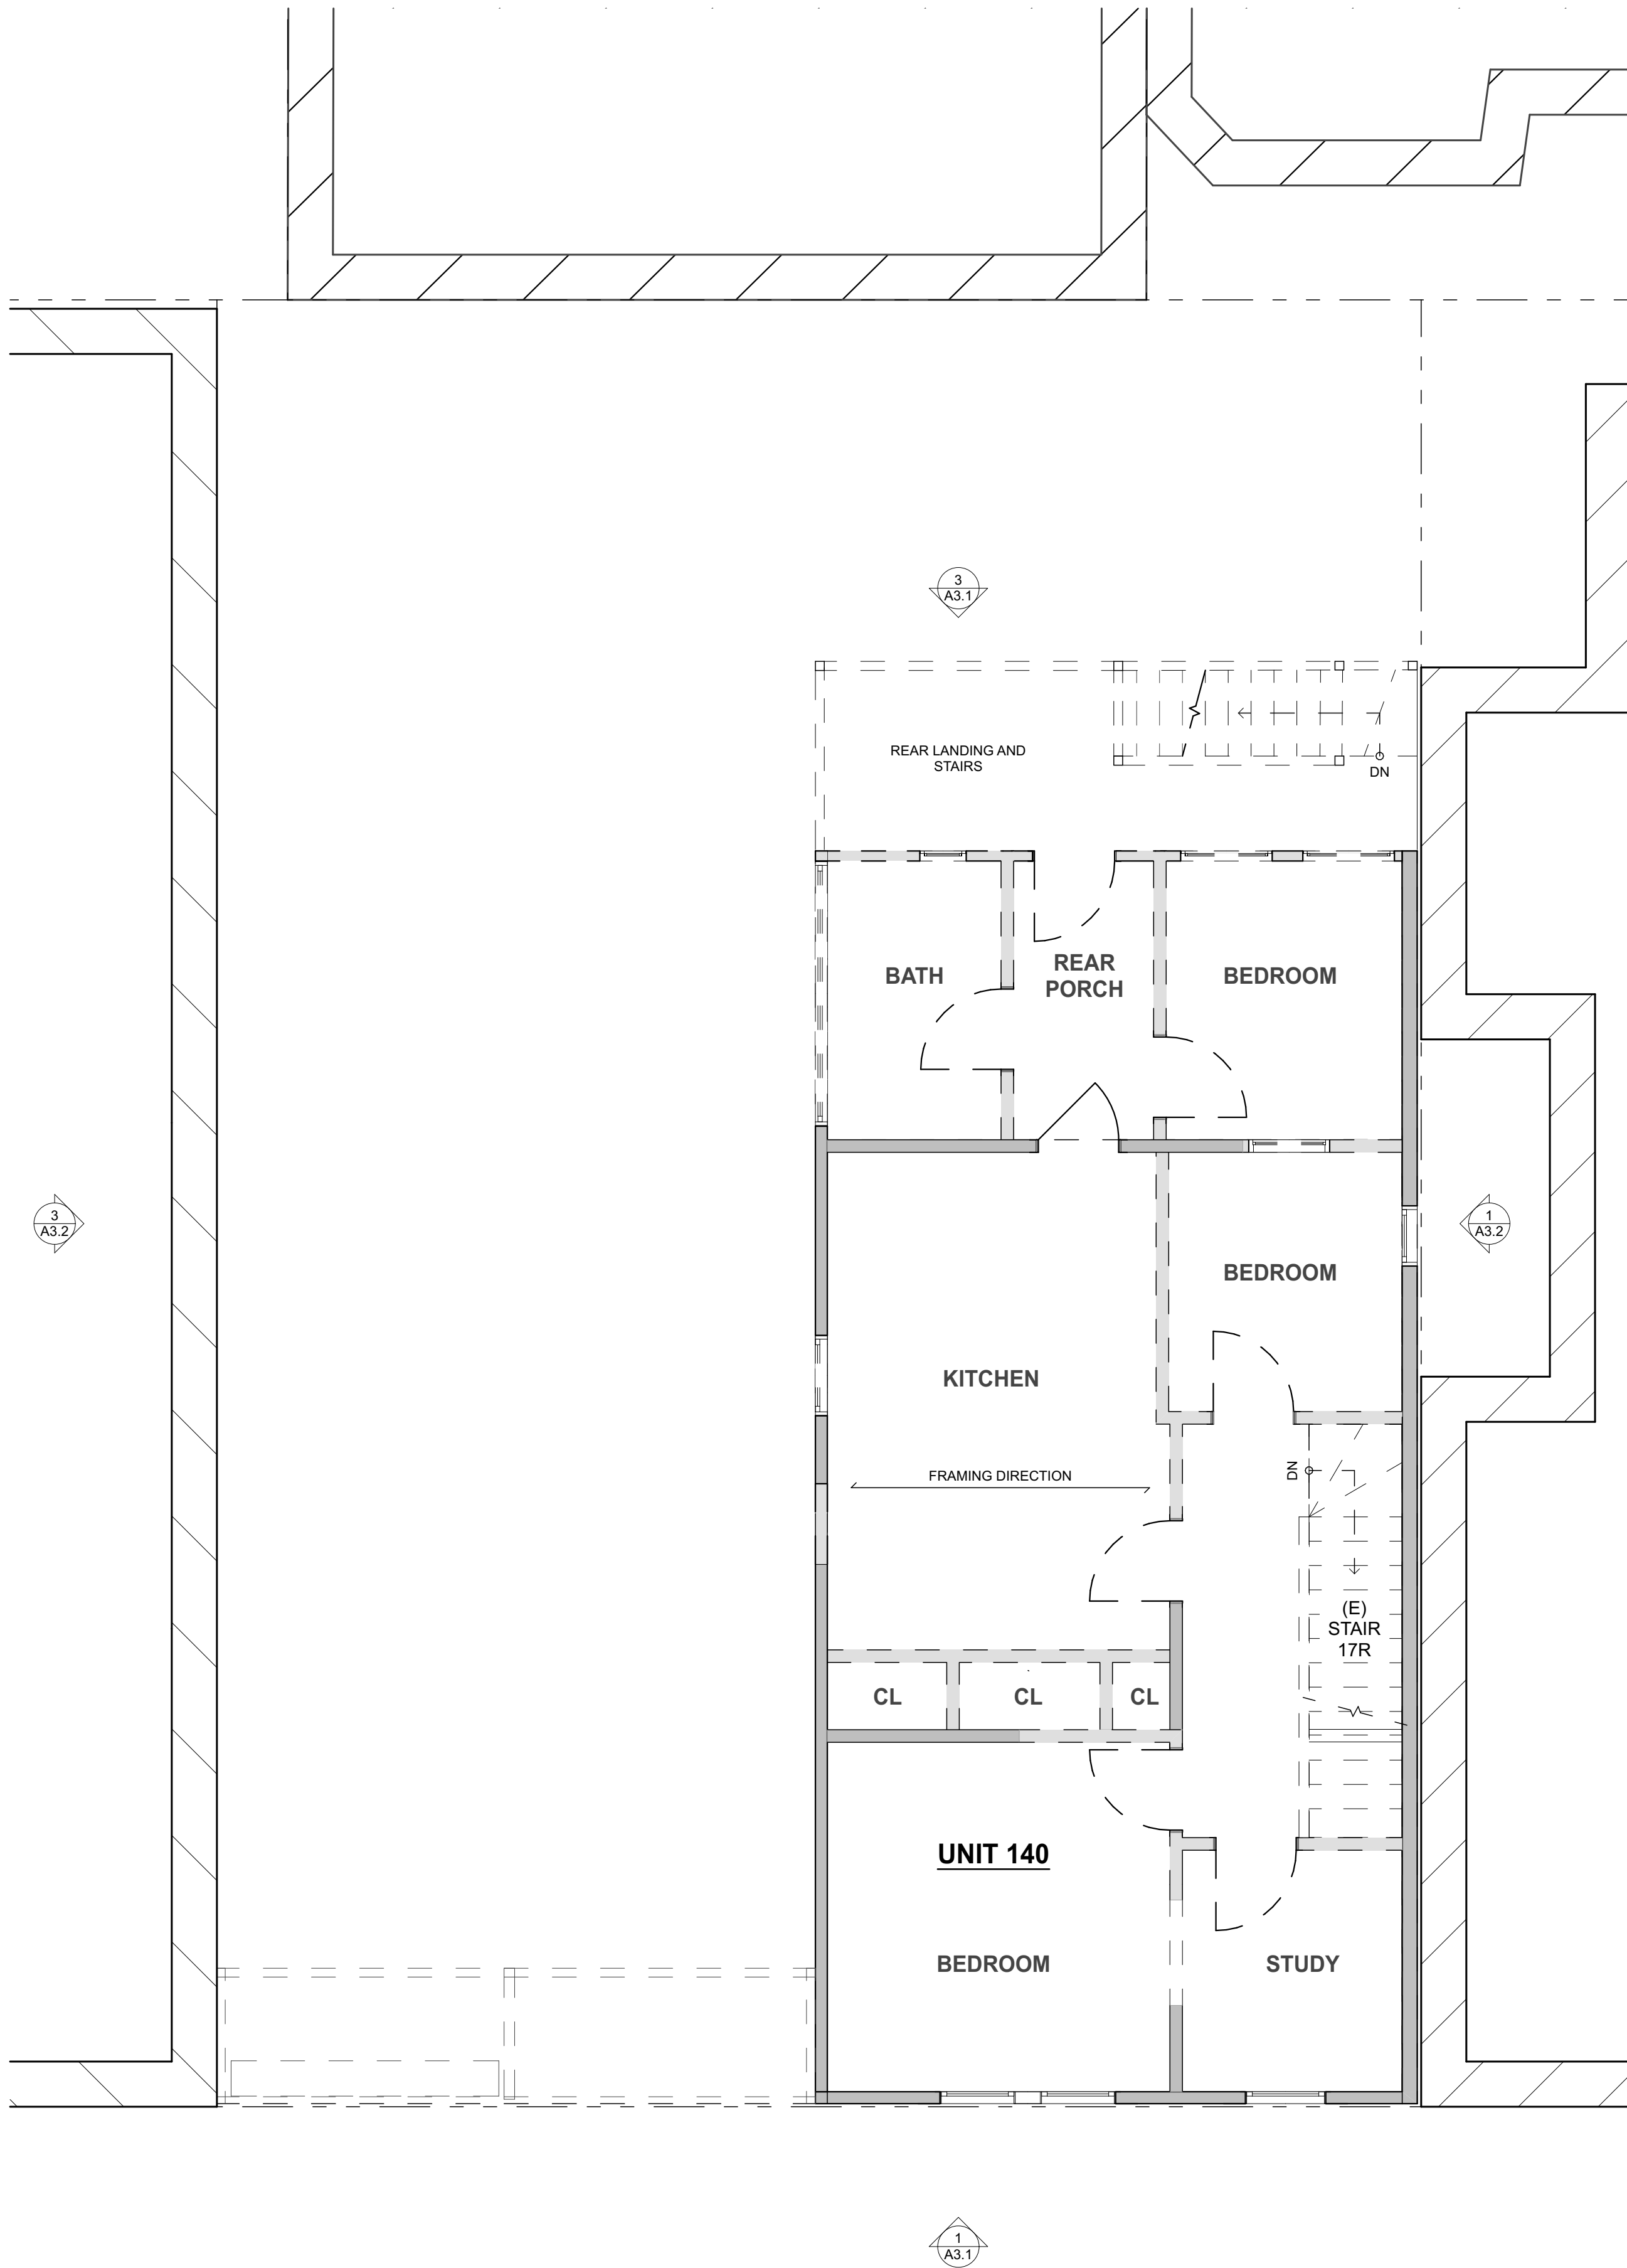 3
A3.1
REAR LANDING AND
STAIRS
DN
BATH
REAR
PORCH
BEDROOM
3
A3.2
1
A3.2
BEDROOM
KITCHEN
FRAMING DIRECTION
DN
(E)
STAIR
17R
CL
CL
CL
UNIT 140
BEDROOM
STUDY
1
A3.1